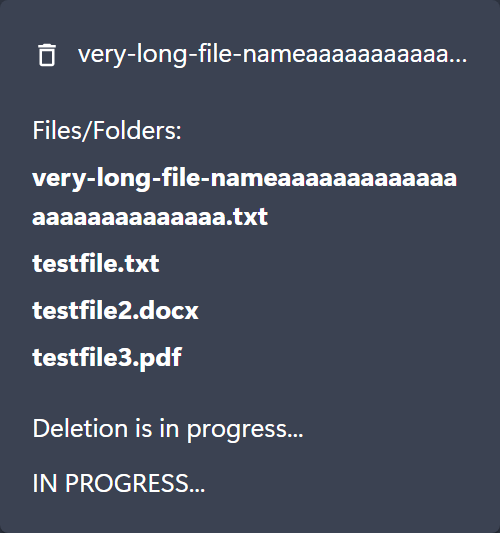 very-long-file-nameaaaaaaaaaaa...
Files/Folders:
very-long-file-nameaaaaaaaaaaaaa
aaaaaaaaaaaaaa.txt
testfile.txt
testfile2.docx
testfile3.pdf
Deletion is in progress...
IN PROGRESS...